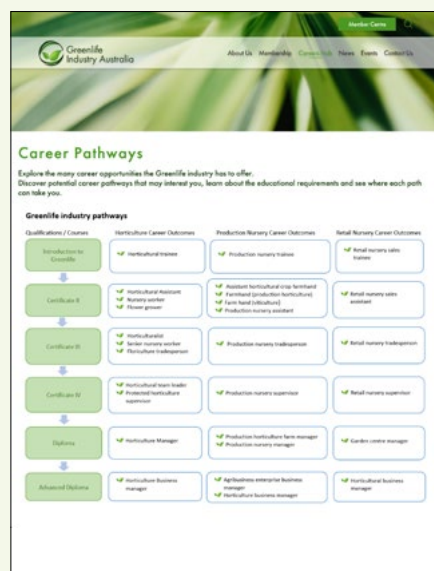 Member Centre
Greenlife
Industry Australia
About Us Membership Careers Hub News Events Contact Us
Career Pathways
Explore the many career opportunities the Greenlife industry has to offer.
Discover potential career pathways that may interest you, learn about the educational requirements and see where each path
can take you.
Greenlife industry pathways
Qualifications / Courses Horticulture Career Outcomes Production Nursery Career Outcomes Retail Nursery Career Outcomes
Introduction to
Greenlife
Horticultural trainee
Production nursery trainee
Retail nursery sales
trainee
Certificate II
Horticultural Assistant
Nursery worker
Flower grower
Assistant horticultural crop farmhand
Farmhand (production horticulture)
Farm hand (viticulture)
Production nursery assistant
Retail nursery sales
assistant
Certificate III
Horticulturalist
Senior nursery worker
Floriculture tradesperson
Production nursery tradesperson
Retail nursery tradesperson
Certificate IV
Horticultural team leader
Protected horticulture
supervisor
Production nursery supervisor
Retail nursery supervisor
Diploma
Horticulture Manager
Production horticulture farm manager
Production nursery manager
Garden centre manager
Advanced Diploma
Horticulture Business
manager
Agribusiness enterprise business
manager
Horticulture business manager
Horticultural business
manager